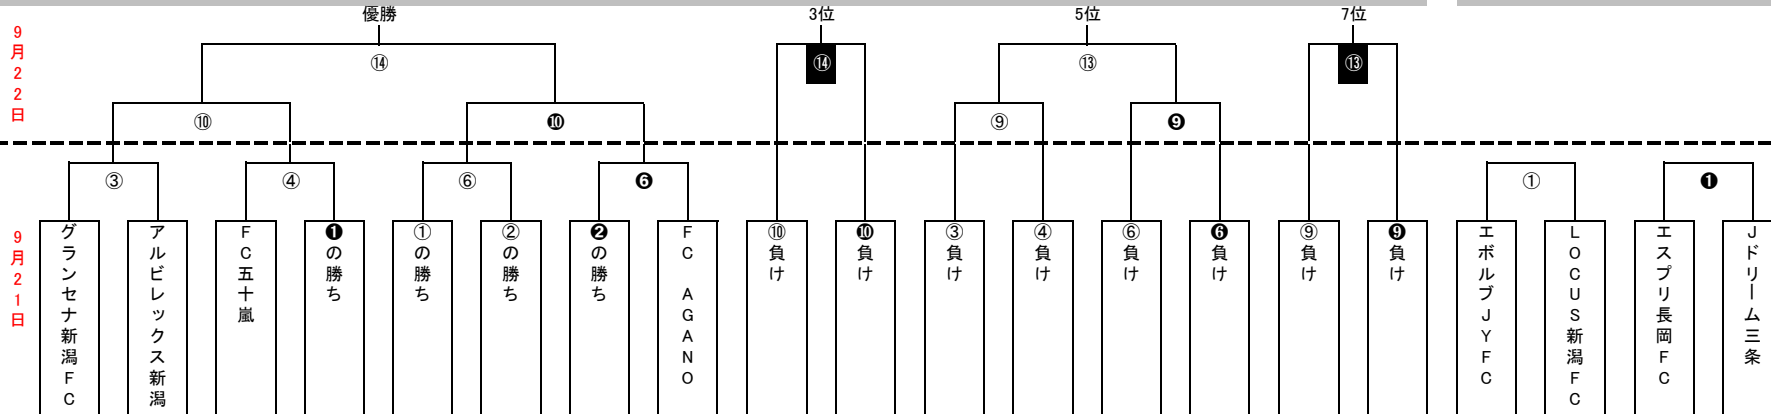 優勝
3位
5位
7位
9月22日
⑭
⑭
⑬
⑬
⑩
❿
⑨
❾
③
④
⑥
❻
①
❶
9月21日
グランセナ新潟FC
アルビレックス新潟
FC五十嵐
❶の勝ち
①の勝ち
②の勝ち
❷の勝ち
FC AGANO
⑩負け
❿負け
③負け
④負け
⑥負け
❻負け
⑨負け
❾負け
エボルブJYFC
LOCUS新潟FC
エスプリ長岡FC
Jドリーム三条